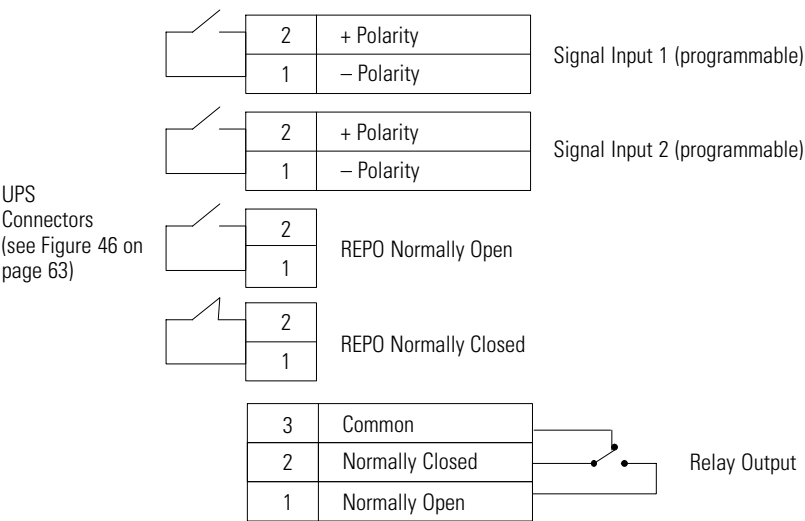 2 + Polarity
1 – Polarity
Signal Input 1 (programmable)
2 + Polarity
1 – Polarity
Signal Input 2 (programmable)
UPS
Connectors
(see Figure 46 on
page 63)
2
1
REPO Normally Open
2
1
REPO Normally Closed
3 Common
2 Normally Closed
1 Normally Open
Relay Output